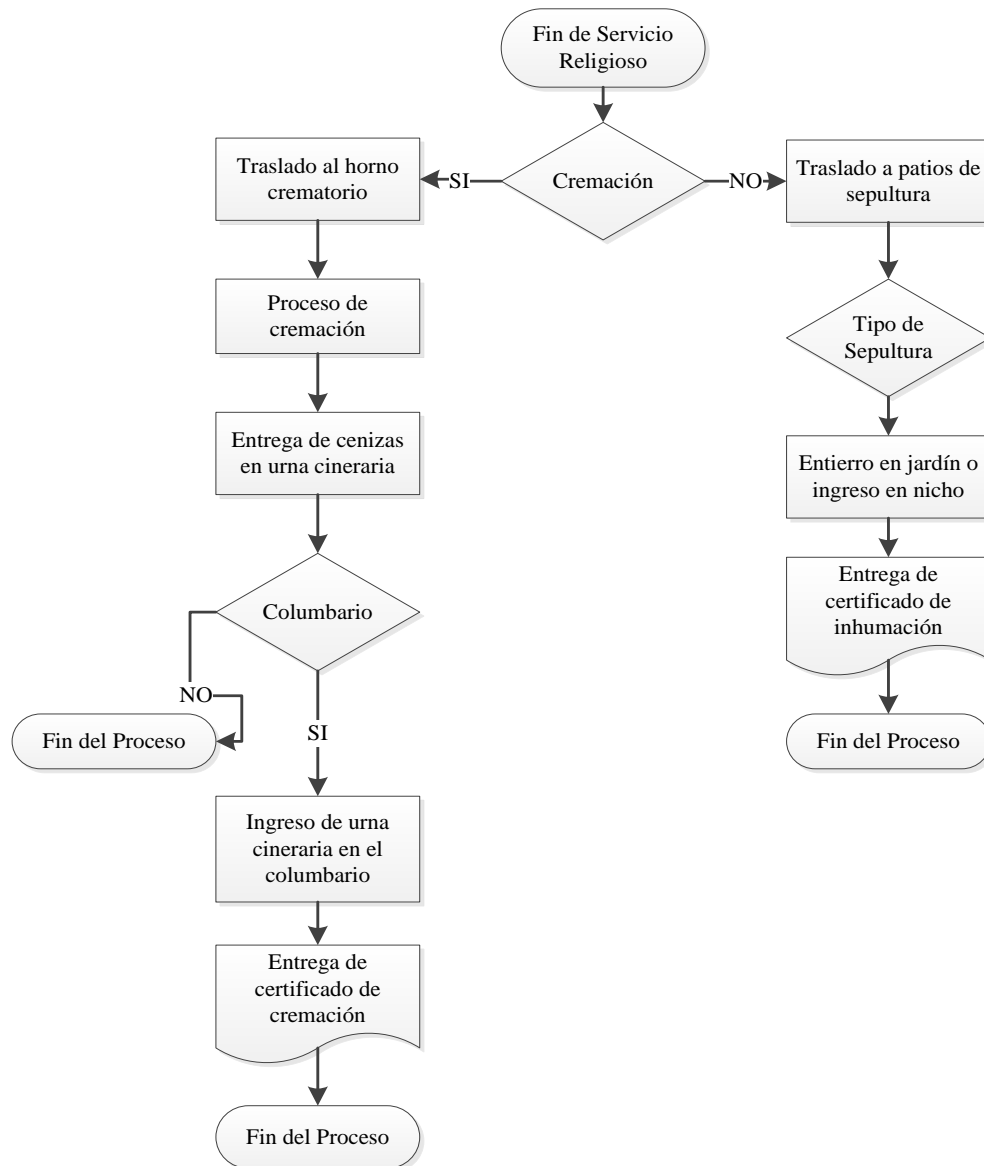 Fin de Servicio
Religioso
Cremación
SI
NO
Traslado al horno
crematorio
Traslado a patios de
sepultura
Proceso de
cremación
Tipo de
Sepultura
Entrega de cenizas
en urna cineraria
Entierro en jardín o
ingreso en nicho
Columbario
Entrega de
certificado de
inhumación
NO
SI
Fin del Proceso
Fin del Proceso
Ingreso de urna
cineraria en el
columbario
Entrega de
certificado de
cremación
Fin del Proceso